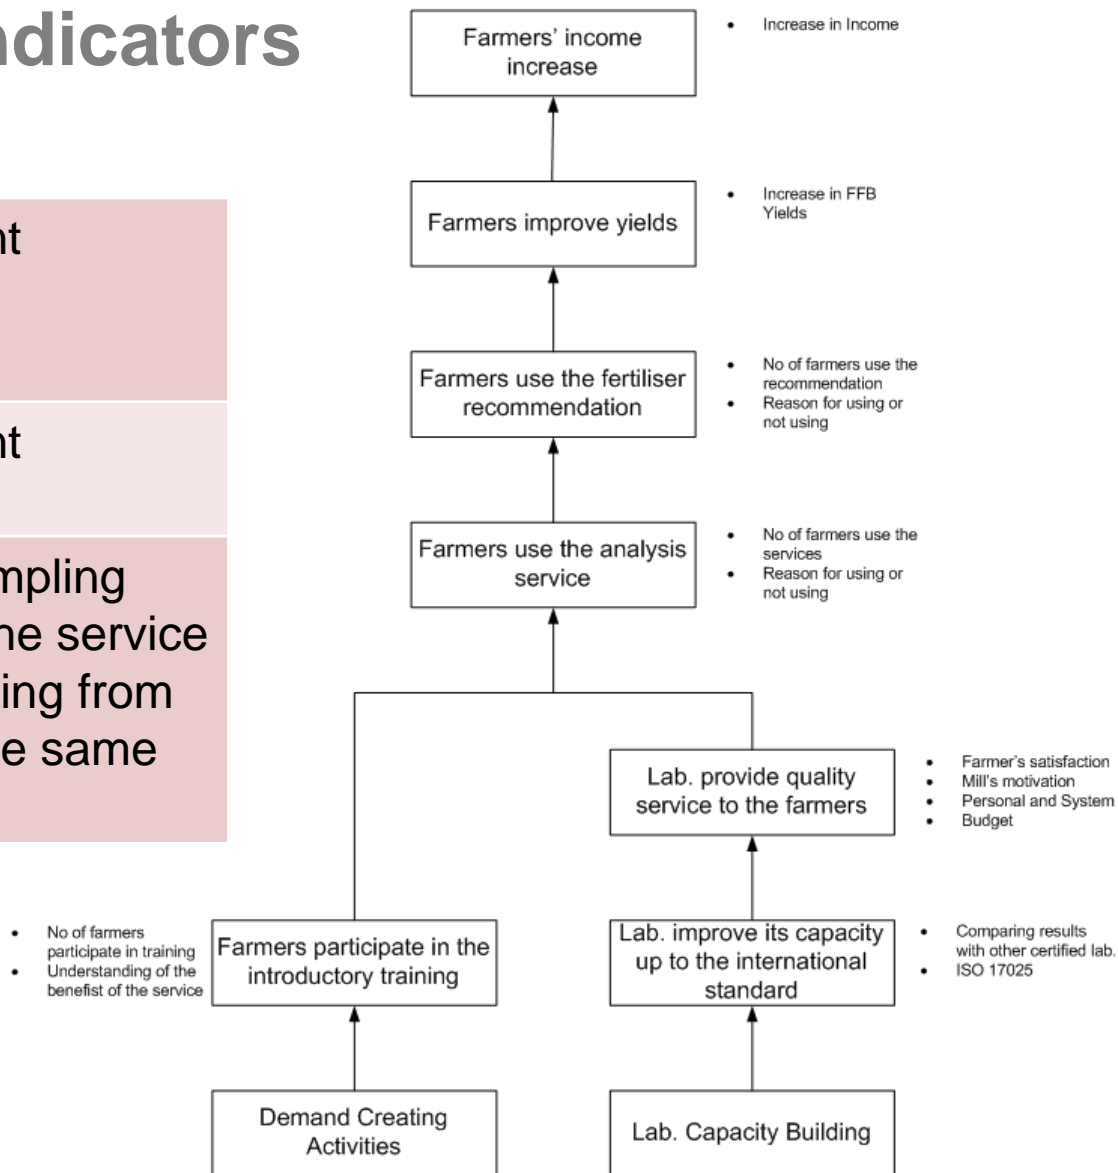 ndicators
nt
nt
mpling
ne service
ing from
e same
Farmers' income
increase
• Increase in Income
Farmers improve yields
• Increase in FFB
Yields
Farmers use the fertiliser
recommendation
• No of farmers use the
recommendation
• Reason for using or
not using
Farmers use the analysis
service
• No of farmers use the
services
• Reason for using or
not using
Lab. provide quality
service to the farmers
• Farmer's satisfaction
• Mill's motivation
• Personal and System
• Budget
• No of farmers
participate in training
• Understanding of the
benefist of the service
Farmers participate in the
introductory training
Lab. improve its capacity
up to the international
standard
• Comparing results
with other certified lab.
• ISO 17025
Demand Creating
Activities
Lab. Capacity Building